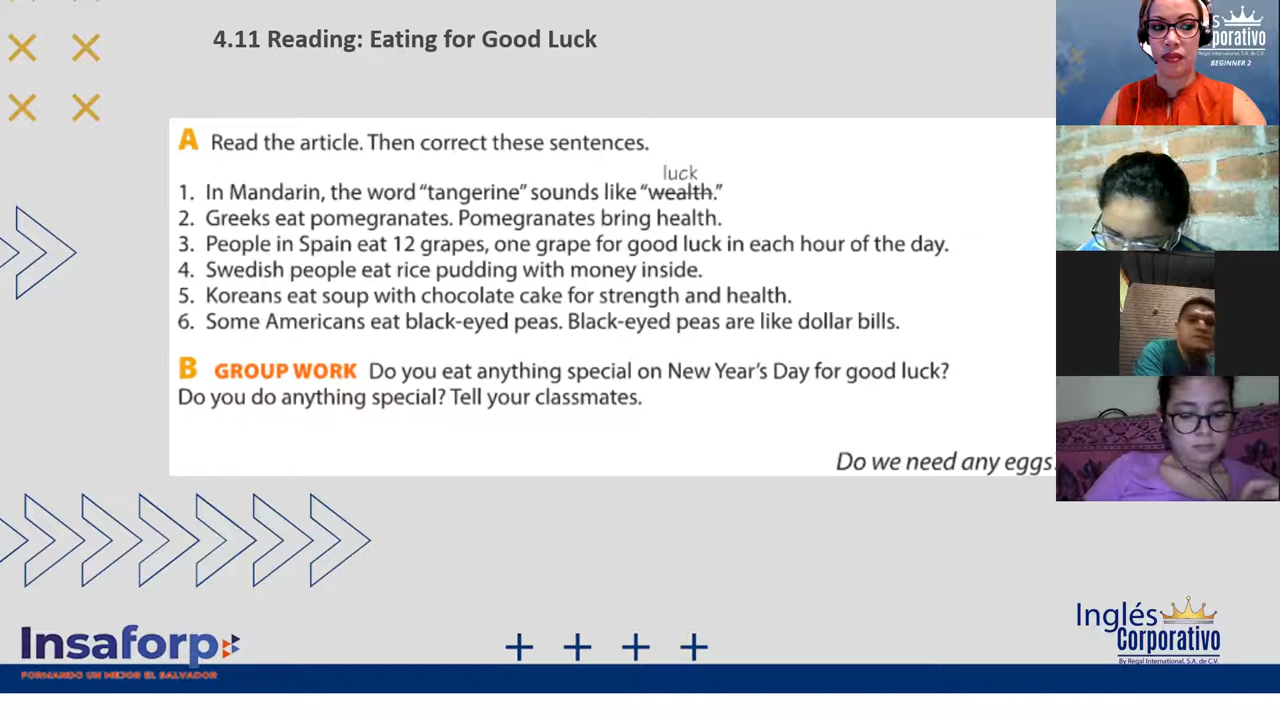 4.11 Reading: Eating for Good Luck
A Read the article. Then correct these sentences.
luck
1. In Mandarin, the word “tangerine” sounds like “wealth.”
2. Greeks eat pomegranates. Pomegranates bring health.
3. People in Spain eat 12 grapes, one grape for good luck in each hour of the day.
4. Swedish people eat rice pudding with money inside.
5. Koreans eat soup with chocolate cake for strength and health.
6. Some Americans eat black-eyed peas. Black-eyed peas are like dollar bills.
B GROUP WORK Do you eat anything special on New Year’s Day for good luck?
Do you do anything special? Tell your classmates.
Do we need any eggs
s
porativo
By Regal International, S.A. de C.V.
BEGINNER 2
Insaforp
FORMANDO UN MEJOR EL SALVADOR
Inglés
Corporativo
By Regal International, S.A. de C.V.